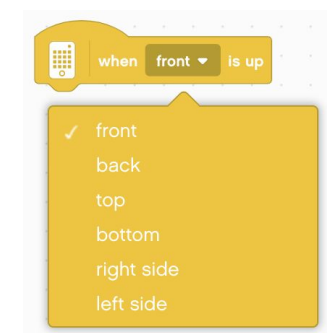 when front is up
front
back
top
bottom
right side
left side